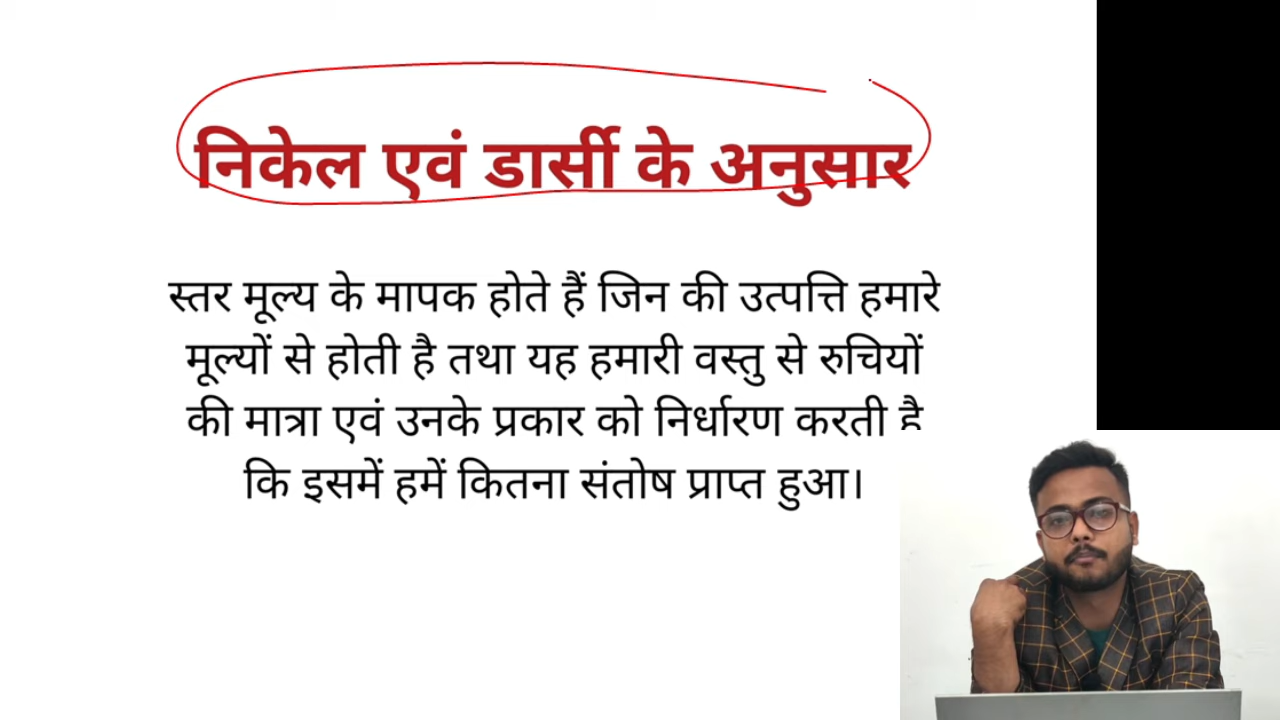 निकेल एवं डार्सी के अनुसार
स्तर मूल्य के मापक होते हैं जिन की उत्पत्ति हमारे
मूल्यों से होती है तथा यह हमारी वस्तु से रुचियों
की मात्रा एवं उनके प्रकार को निर्धारण करती है
कि इसमें हमें कितना संतोष प्राप्त हुआ।